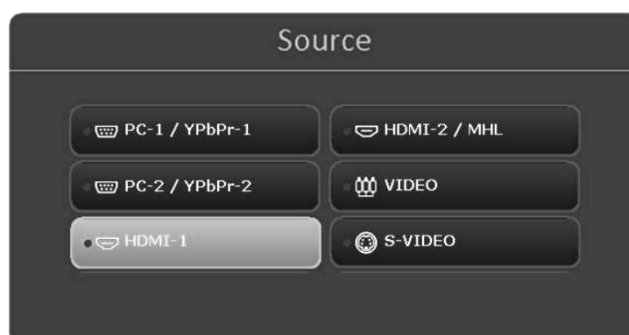 Source
PC-1 / YPbPr-1
HDMI-2 / MHL
PC-2 / YPbPr-2
VIDEO
HDMI-1
S-VIDEO